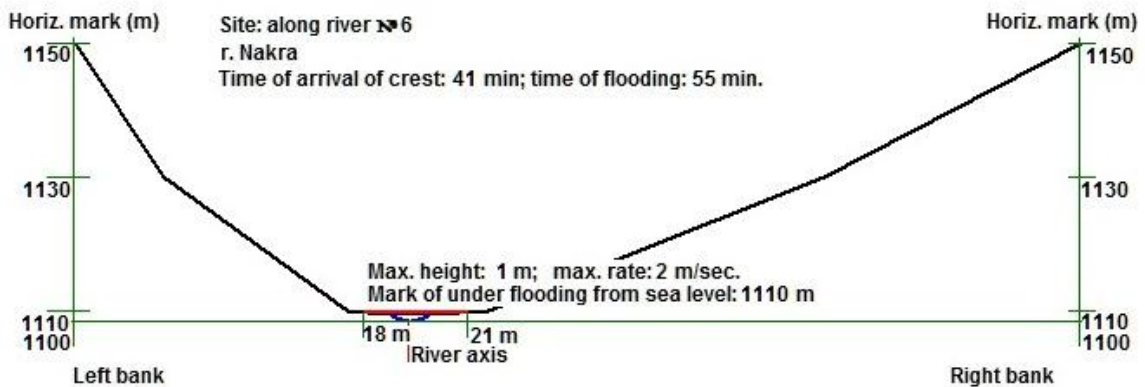 Horiz. mark (m)
Site: along river № 6
Horiz. mark (m)
1150
r. Nakra
1150
Time of arrival of crest: 41 min; time of flooding: 55 min.
1130
1130
Max. height: 1 m; max. rate: 2 m/sec.
Mark of under flooding from sea level: 1110 m
1110
1110
1100
18 m
21 m
1100
River axis
Left bank
Right bank